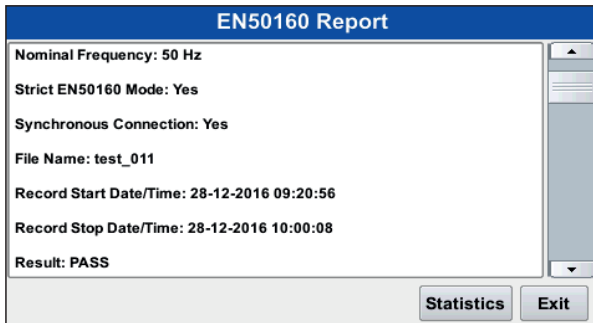 EN50160 Report
Nominal Frequency: 50 Hz
Strict EN50160 Mode: Yes
Synchronous Connection: Yes
File Name: test_011
Record Start Date/Time: 28-12-2016 09:20:56
Record Stop Date/Time: 28-12-2016 10:00:08
Result: PASS
Statistics Exit